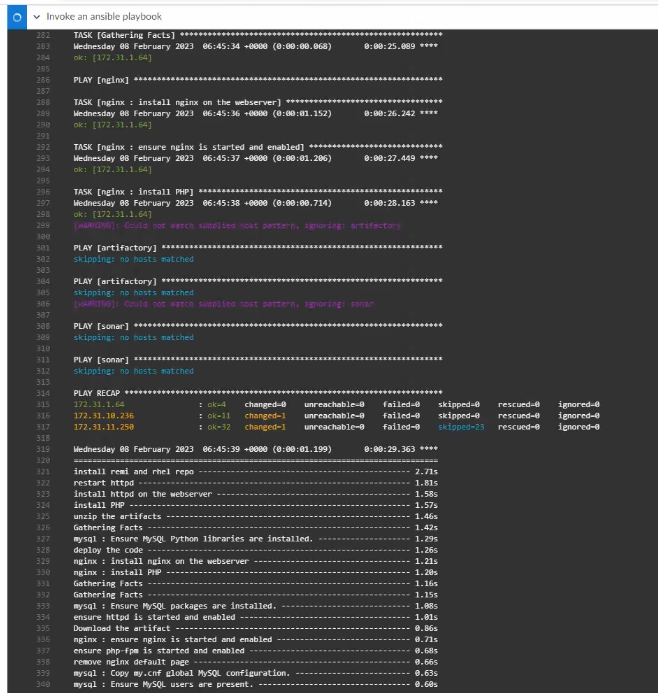 Invoke an ansible playbook
282 TASK [Gathering Facts] *********************************************************
283 Wednesday 08 February 2023  06:45:34 +0000 (0:00:00.068)       0:00:25.089 ****
284 ok: [172.31.1.64]
285
286 PLAY [nginx] *******************************************************************
287
288 TASK [nginx : install nginx on the webserver] **********************************
289 Wednesday 08 February 2023  06:45:36 +0000 (0:00:01.152)       0:00:26.242 ****
290 ok: [172.31.1.64]
291
292 TASK [nginx : ensure nginx is started and enabled] *****************************
293 Wednesday 08 February 2023  06:45:37 +0000 (0:00:01.206)       0:00:27.449 ****
294 ok: [172.31.1.64]
295
296 TASK [nginx : install PHP] *****************************************************
297 Wednesday 08 February 2023  06:45:38 +0000 (0:00:00.714)       0:00:28.163 ****
298 ok: [172.31.1.64]
299 [WARNING]: Could not match supplied host pattern, ignoring: artifactory
300
301 PLAY [artifactory] *************************************************************
302 skipping: no hosts matched
303
304 PLAY [artifactory] *************************************************************
305 skipping: no hosts matched
306 [WARNING]: Could not match supplied host pattern, ignoring: sonar
307
308 PLAY [sonar] *******************************************************************
309 skipping: no hosts matched
310
311 PLAY [sonar] *******************************************************************
312 skipping: no hosts matched
313
314 PLAY RECAP *********************************************************************
315 172.31.1.64 : ok=4 changed=0 unreachable=0 failed=0 skipped=0 rescued=0 ignored=0
316 172.31.10.236 : ok=11 changed=1 unreachable=0 failed=0 skipped=0 rescued=0 ignored=0
317 172.31.11.250 : ok=32 changed=1 unreachable=0 failed=0 skipped=23 rescued=0 ignored=0
318
319 Wednesday 08 February 2023  06:45:39 +0000 (0:00:01.199)       0:00:29.363 ****
320 ===============================================================================
321 install remi and rhel repo ---------------------------------------------- 2.71s
322 restart httpd ----------------------------------------------------------- 1.81s
323 install httpd on the webserver ------------------------------------------ 1.58s
324 install PHP ------------------------------------------------------------- 1.57s
325 unzip the artifacts ----------------------------------------------------- 1.46s
326 Gathering Facts --------------------------------------------------------- 1.42s
327 mysql : Ensure MySQL Python libraries are installed. -------------------- 1.29s
328 deploy the code --------------------------------------------------------- 1.26s
329 nginx : install nginx on the webserver ---------------------------------- 1.21s
330 nginx : install PHP ----------------------------------------------------- 1.20s
331 Gathering Facts --------------------------------------------------------- 1.16s
332 Gathering Facts --------------------------------------------------------- 1.15s
333 mysql : Ensure MySQL packages are installed. ---------------------------- 1.08s
334 ensure httpd is started and enabled ------------------------------------- 1.01s
335 Download the artifact --------------------------------------------------- 0.86s
336 nginx : ensure nginx is started and enabled ----------------------------- 0.71s
337 ensure php-fpm is started and enabled ----------------------------------- 0.68s
338 remove nginx default page ----------------------------------------------- 0.66s
339 mysql : Copy my.cnf global MySQL configuration. ------------------------- 0.63s
340 mysql : Ensure MySQL users are present. --------------------------------- 0.60s